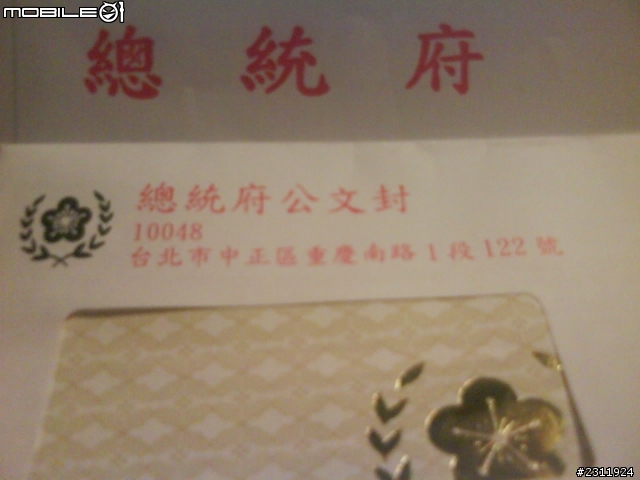 MOBILE01
總統府
總統府公文封
10048
台北市中正區重慶南路1段122號
#2311924